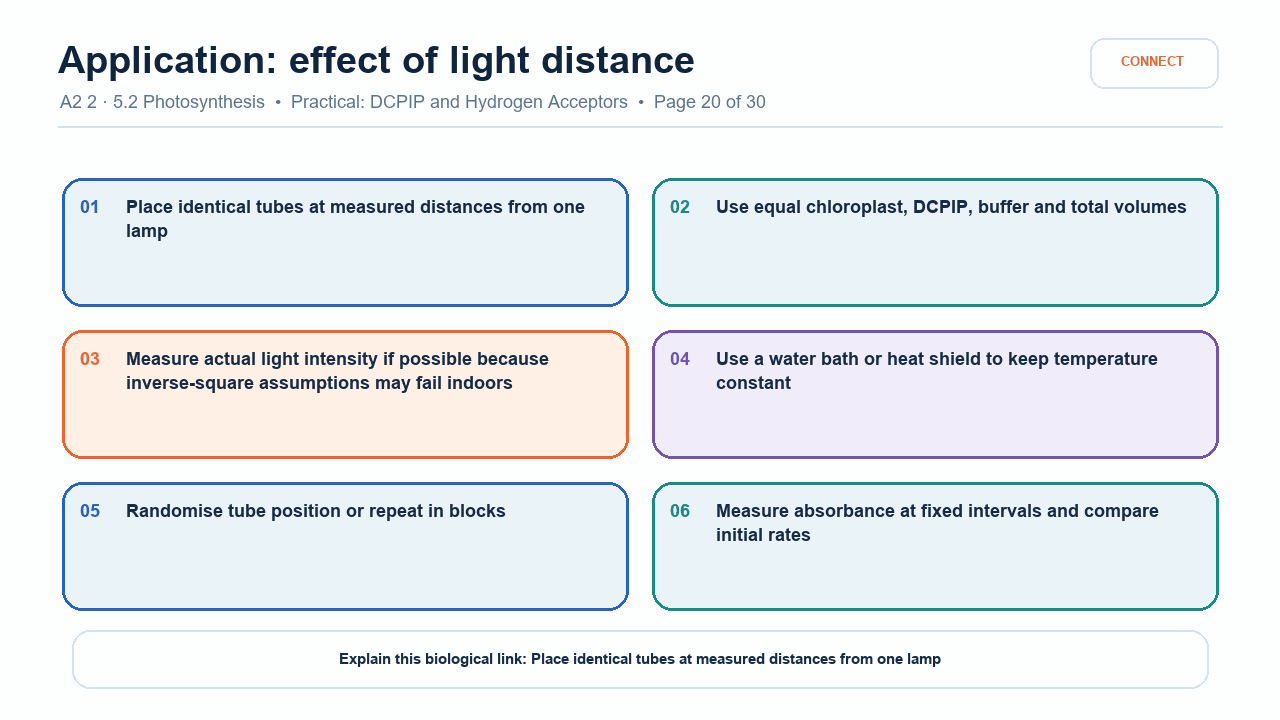 Application: effect of light distance
CONNECT
A2 2 · 5.2 Photosynthesis • Practical: DCPIP and Hydrogen Acceptors • Page 20 of 30
01 Place identical tubes at measured distances from one
lamp
02 Use equal chloroplast, DCPIP, buffer and total volumes
03 Measure actual light intensity if possible because
inverse-square assumptions may fail indoors
04 Use a water bath or heat shield to keep temperature
constant
05 Randomise tube position or repeat in blocks
06 Measure absorbance at fixed intervals and compare
initial rates
Explain this biological link: Place identical tubes at measured distances from one lamp